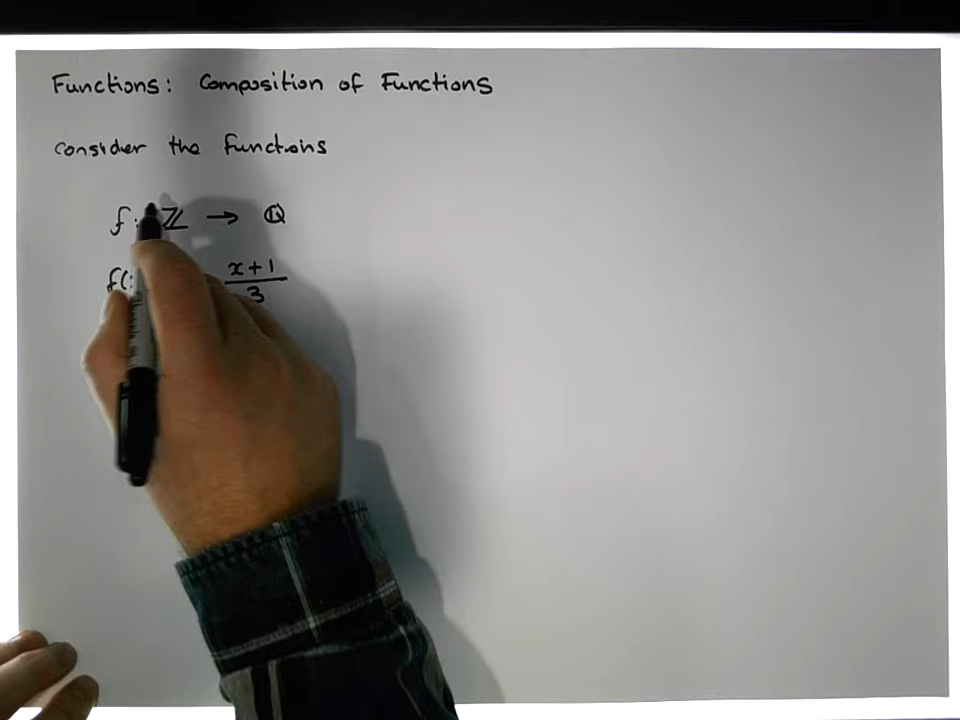 Functions: Composition of Functions
Consider the functions
f: ℤ → ℚ
f( x+1
3